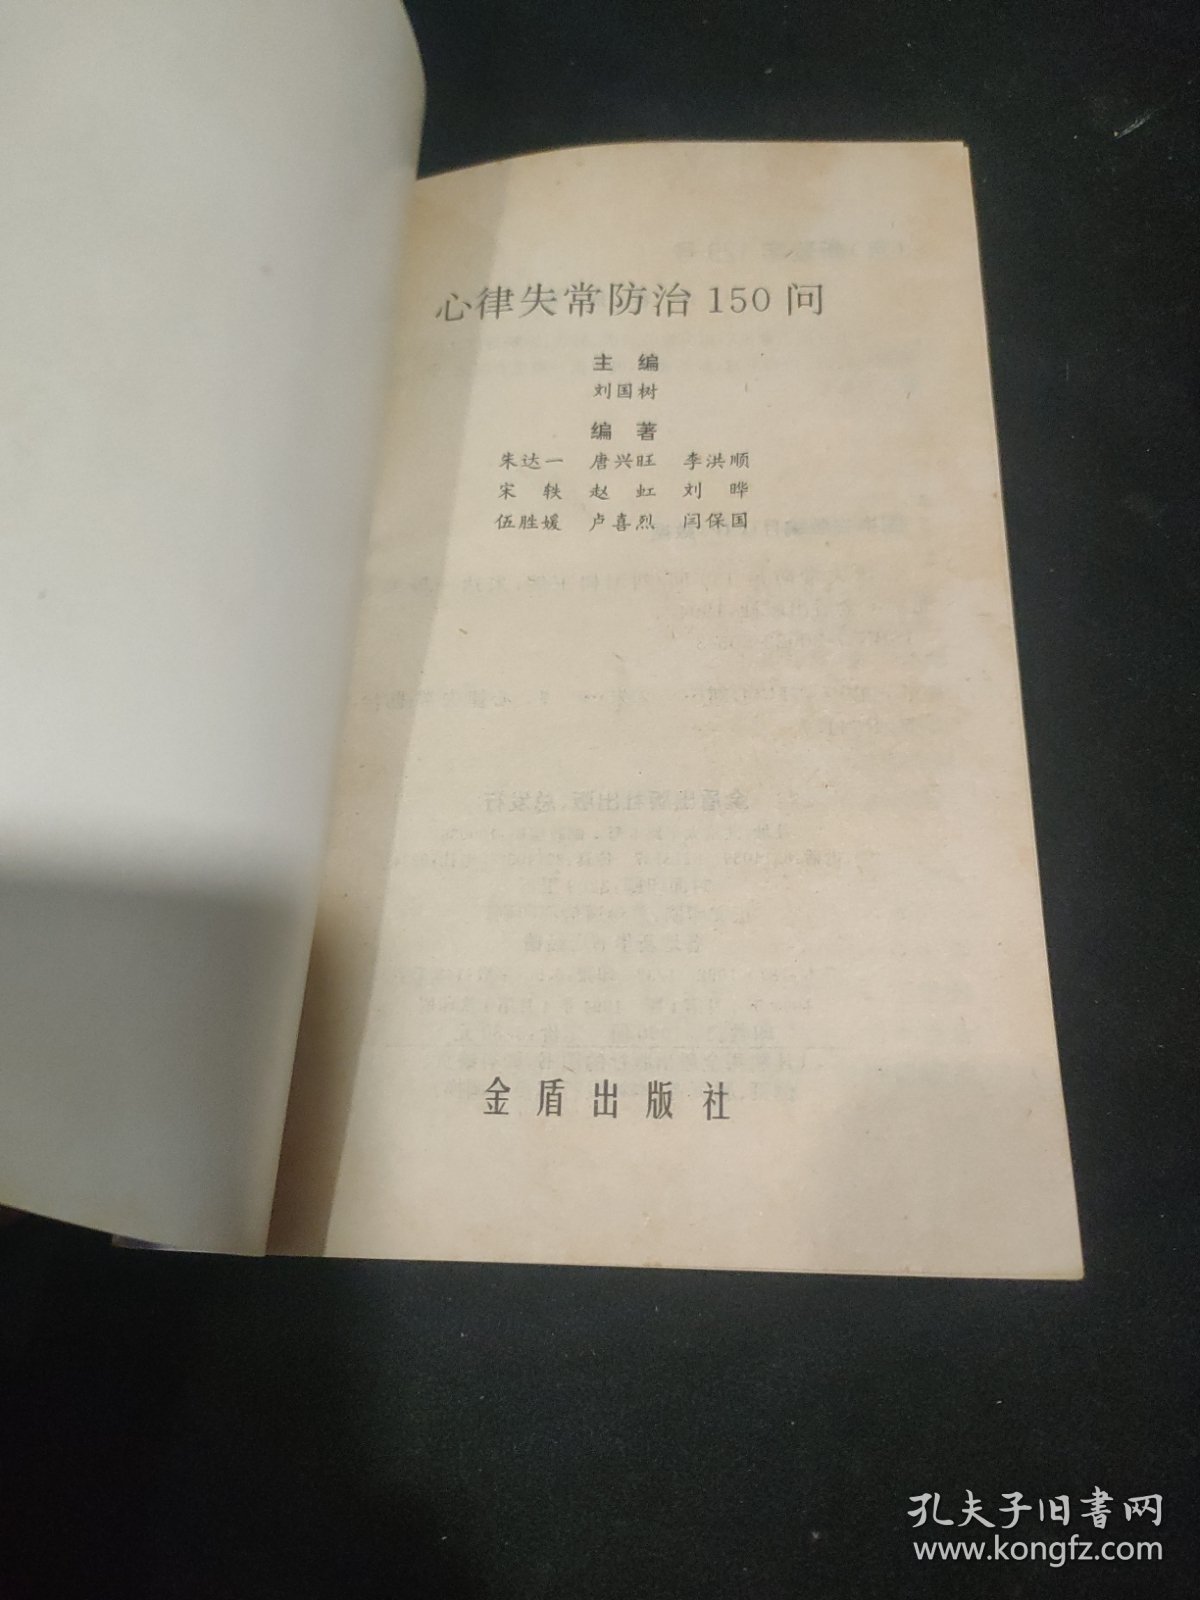 心律失常防治150问
主 编
刘国树
编 著
朱达一 唐兴旺 李洪顺
宋 轶 赵 虹 刘 晔
伍胜媛 卢喜烈 闫保国
金盾出版社
孔夫子旧书网
www.kongfz.com